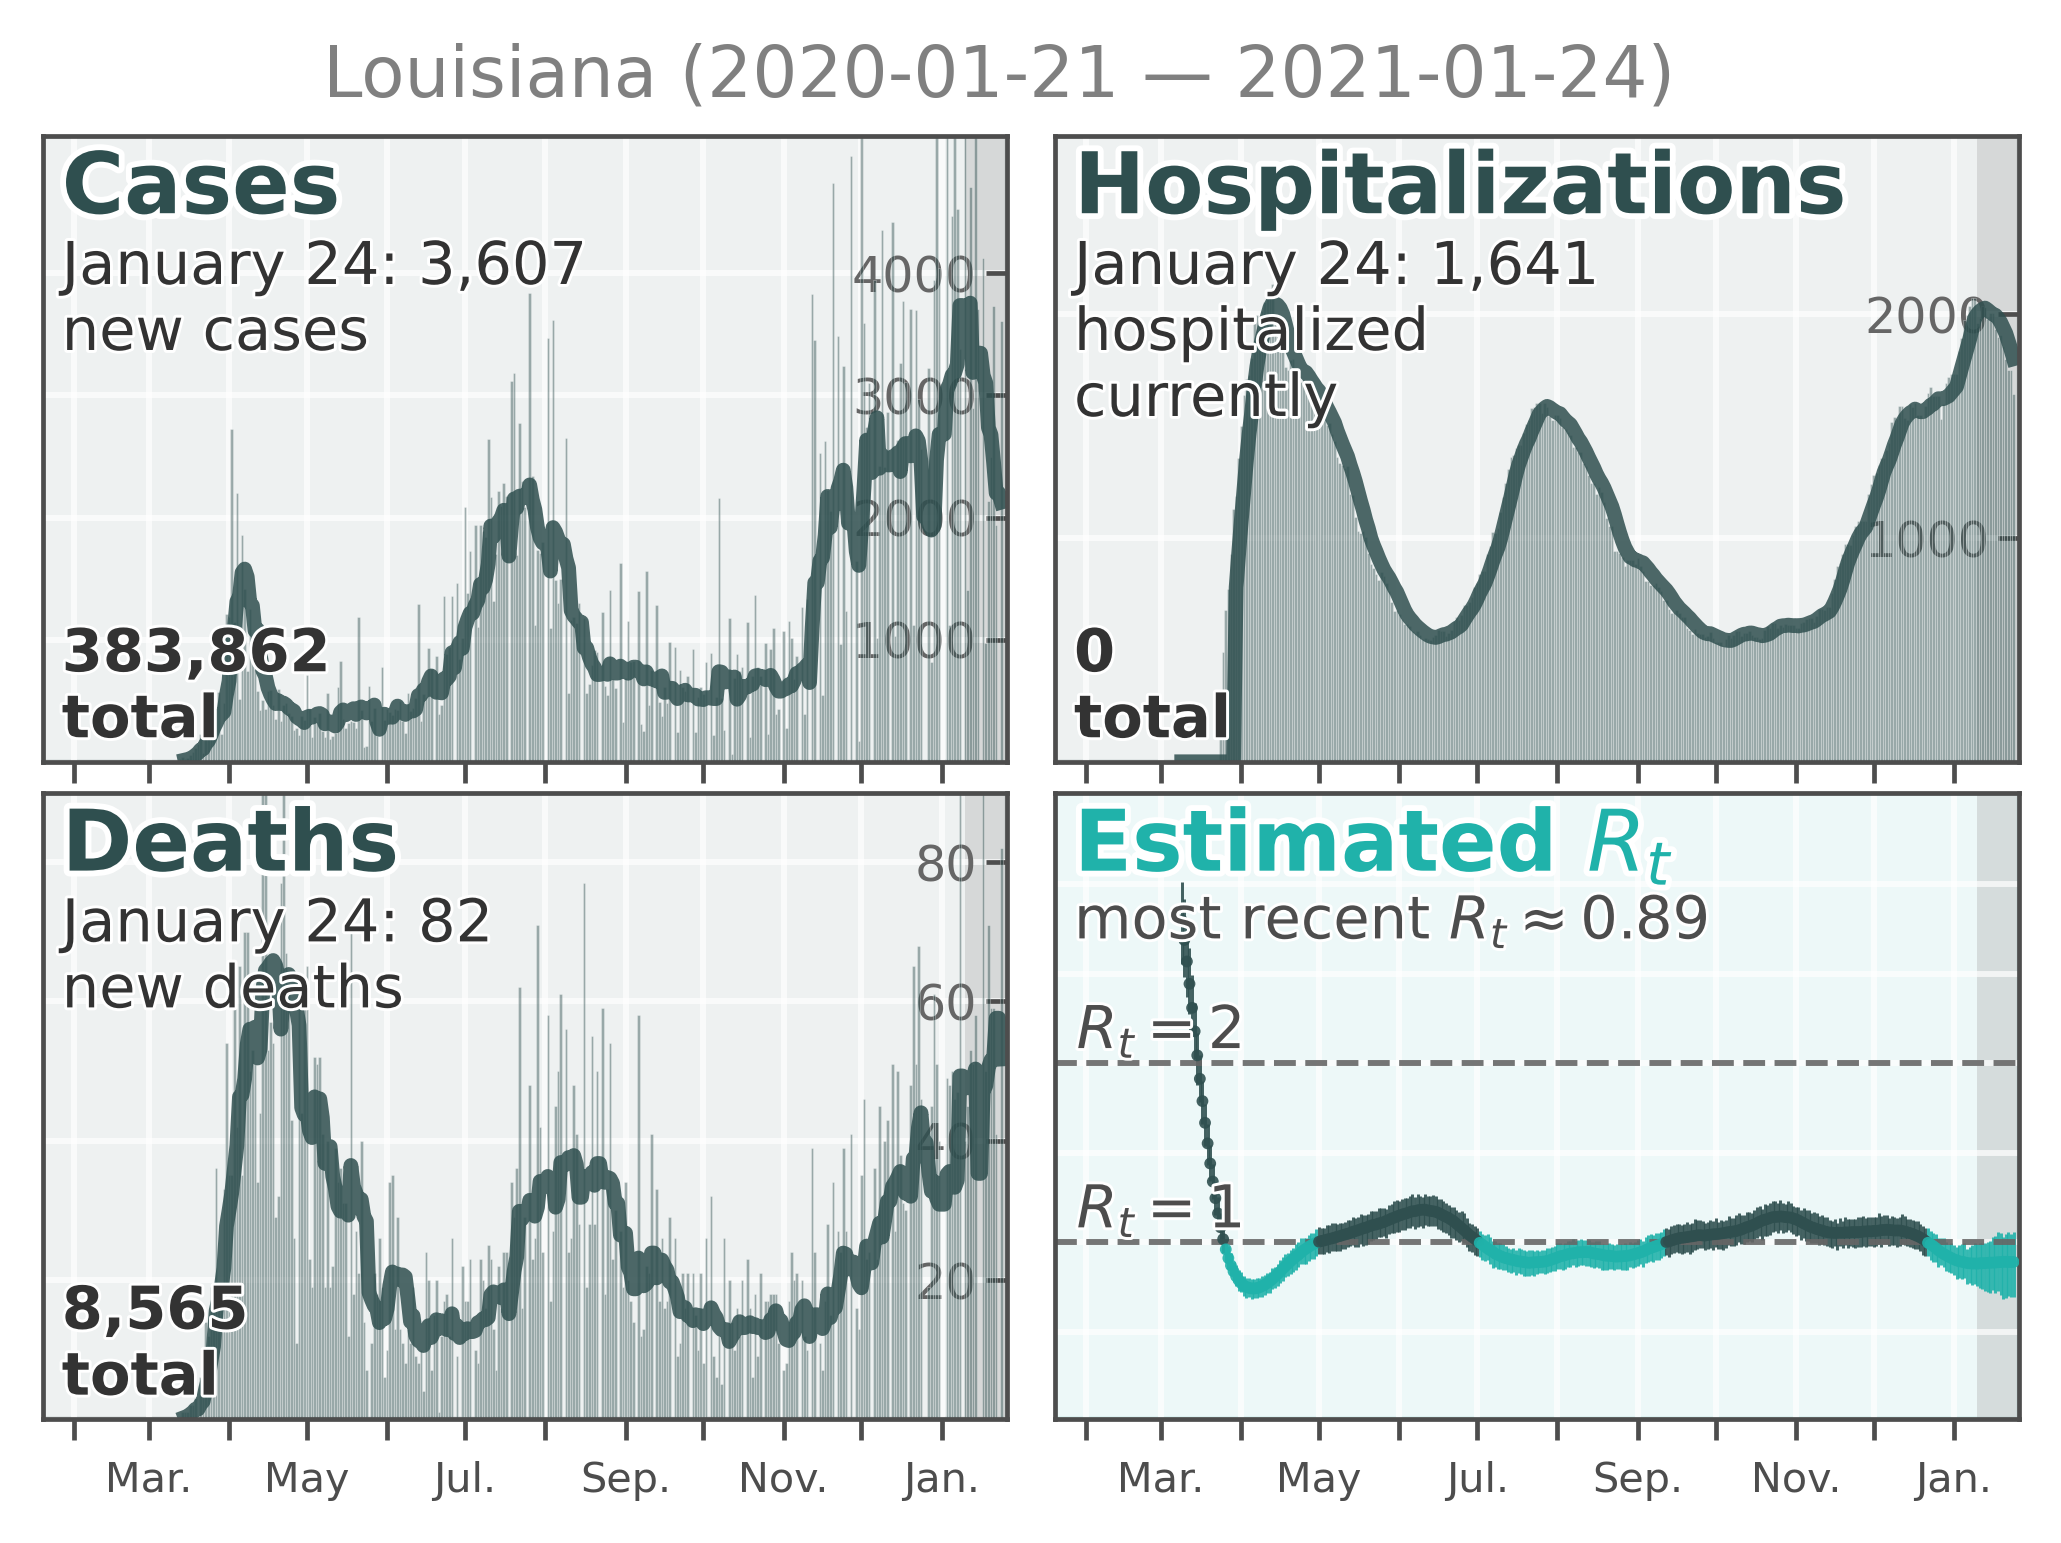 Louisiana (2020-01-21 — 2021-01-24)
Cases
January 24: 3,607
new cases
4000
3000
2000
1000
383,862
total
Hospitalizations
January 24: 1,641
hospitalized
currently
2000
1000
0
total
Deaths
January 24: 82
new deaths
80
60
40
20
8,565
total
Mar. May Jul. Sep. Nov. Jan.
Estimated Rt
most recent Rt ≈ 0.89
Rt = 2
Rt = 1
Mar. May Jul. Sep. Nov. Jan.